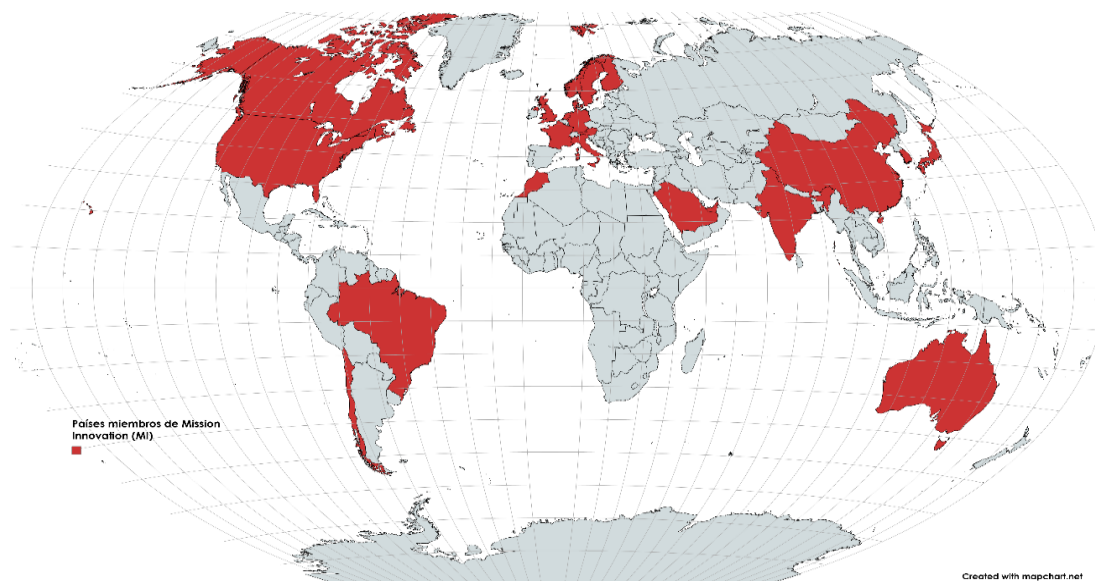 Países miembros de Mission
Innovation (MI)
Created with mapchart.net